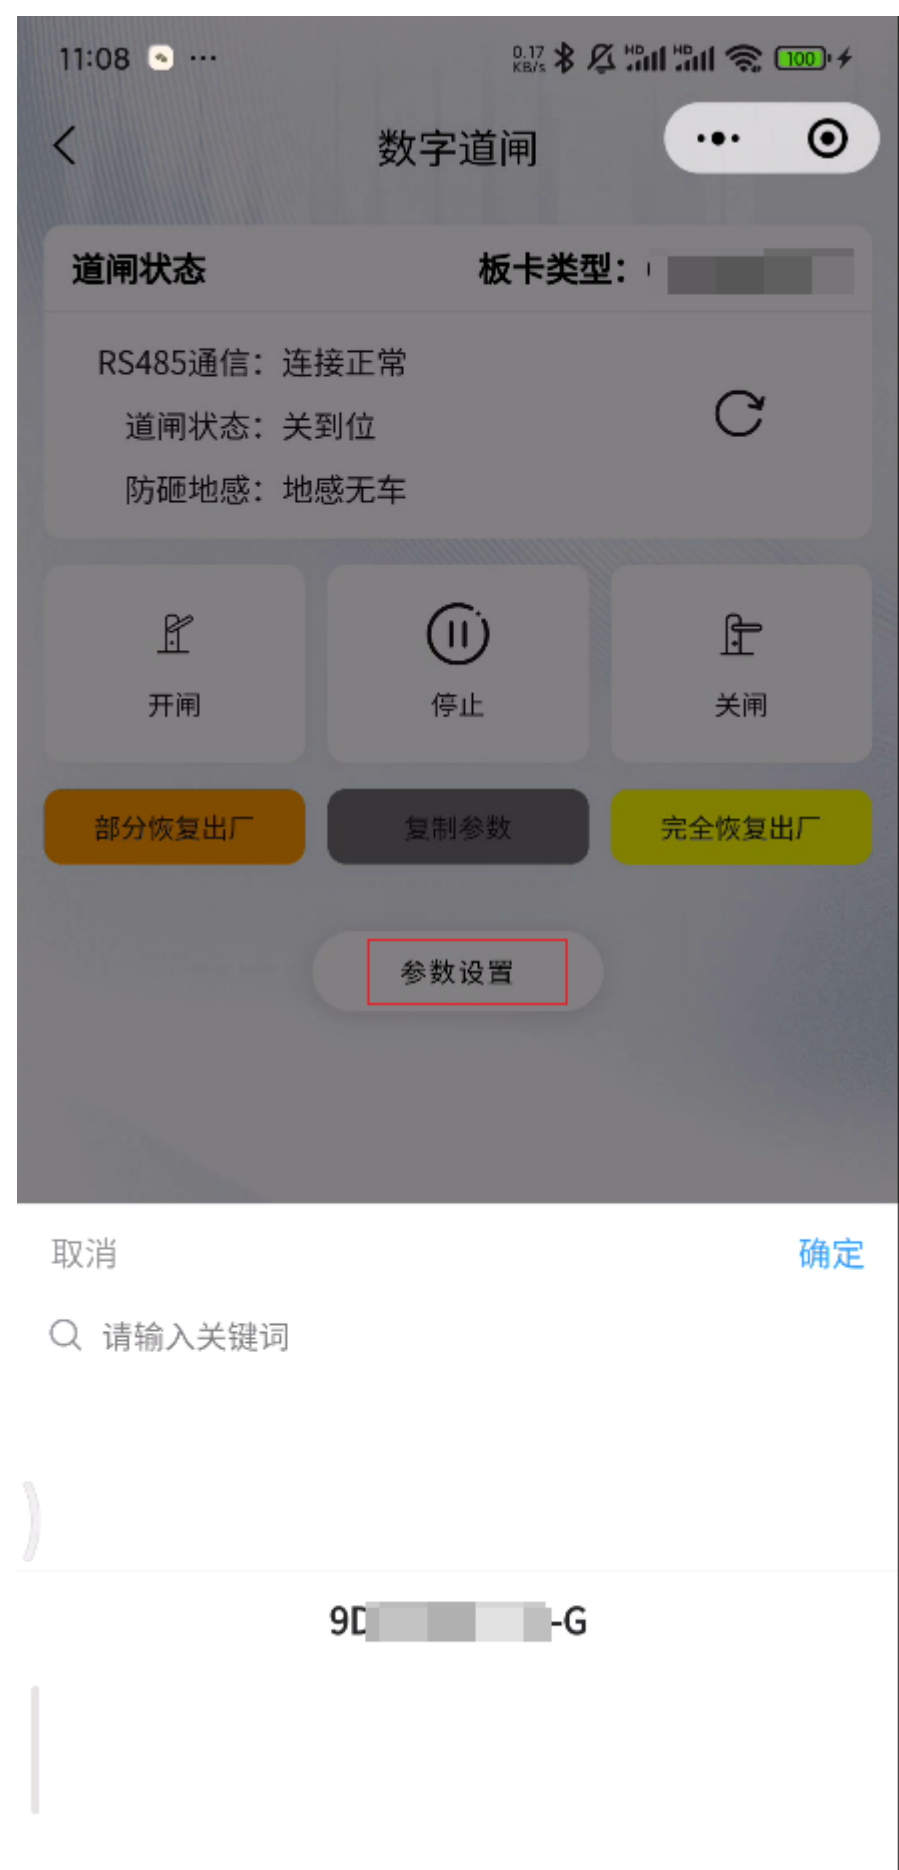 11:08 ···
0.17 KB/s HD HD 100
数字道闸
道闸状态 板卡类型：
RS485通信：连接正常
道闸状态：关到位
防砸地感：地感无车
开闸 停止 关闸
部分恢复出厂 复制参数 完全恢复出厂
参数设置
取消 确定
请输入关键词
9D -G